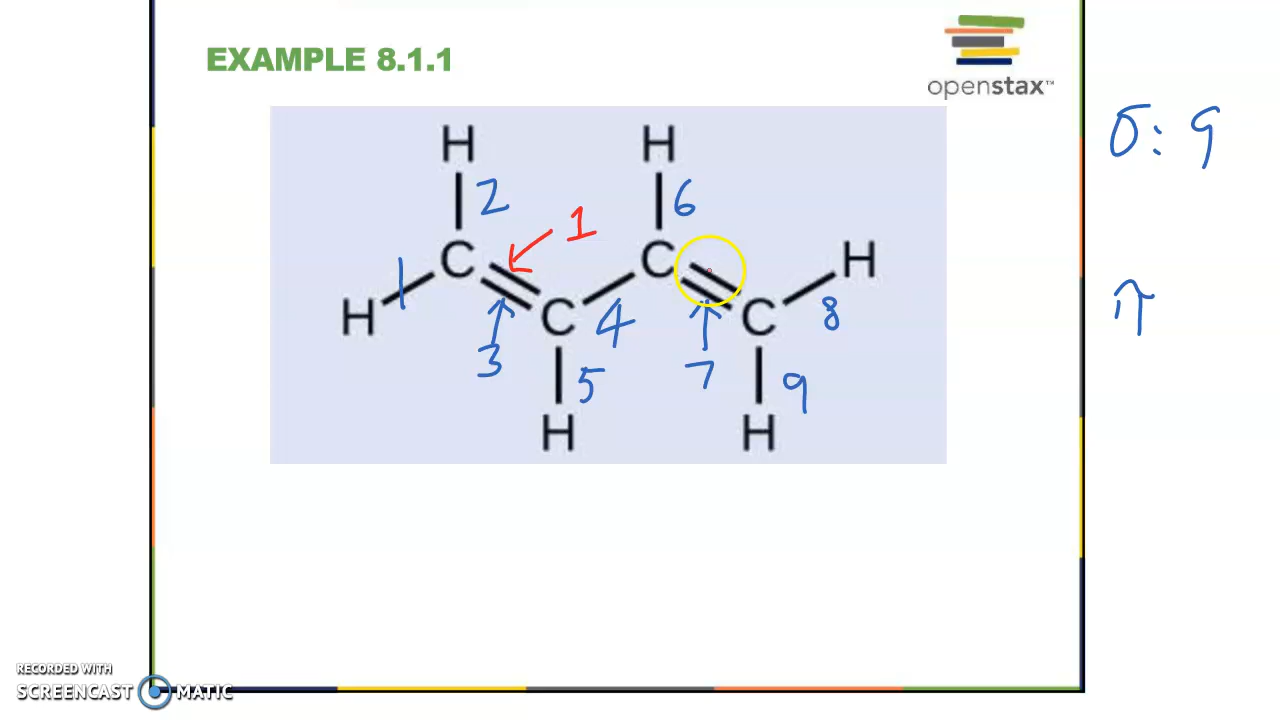 EXAMPLE 8.1.1
openstax™
σ: 9
H H
2 6
1
C C H
1
H C 4 C 8
3 7
5 9
H H
π
RECORDED WITH
SCREENCAST MATIC